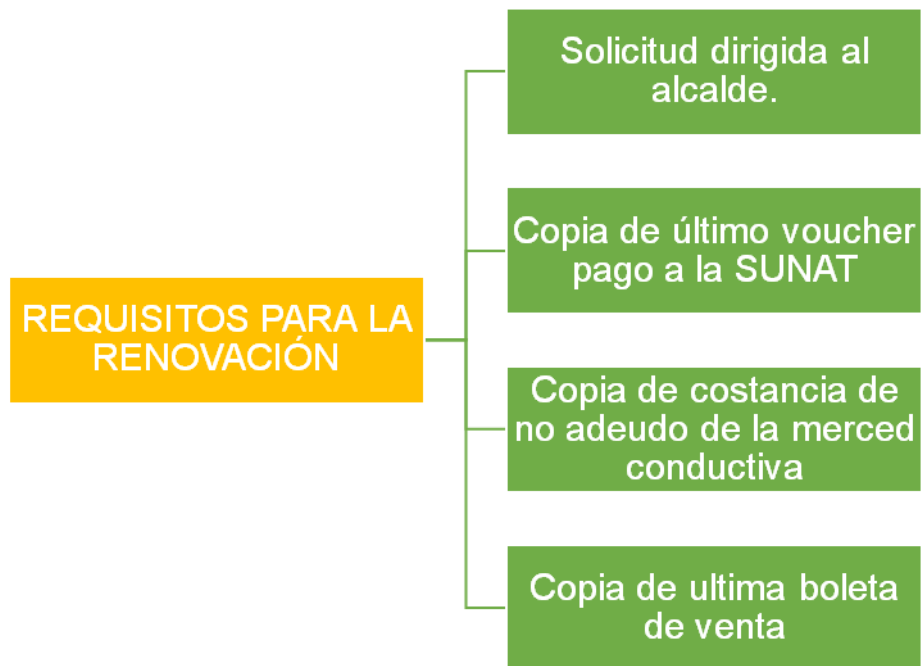 REQUISITOS PARA LA
RENOVACIÓN
Solicitud dirigida al
alcalde.
Copia de último voucher
pago a la SUNAT
Copia de costancia de
no adeudo de la merced
conductiva
Copia de ultima boleta
de venta